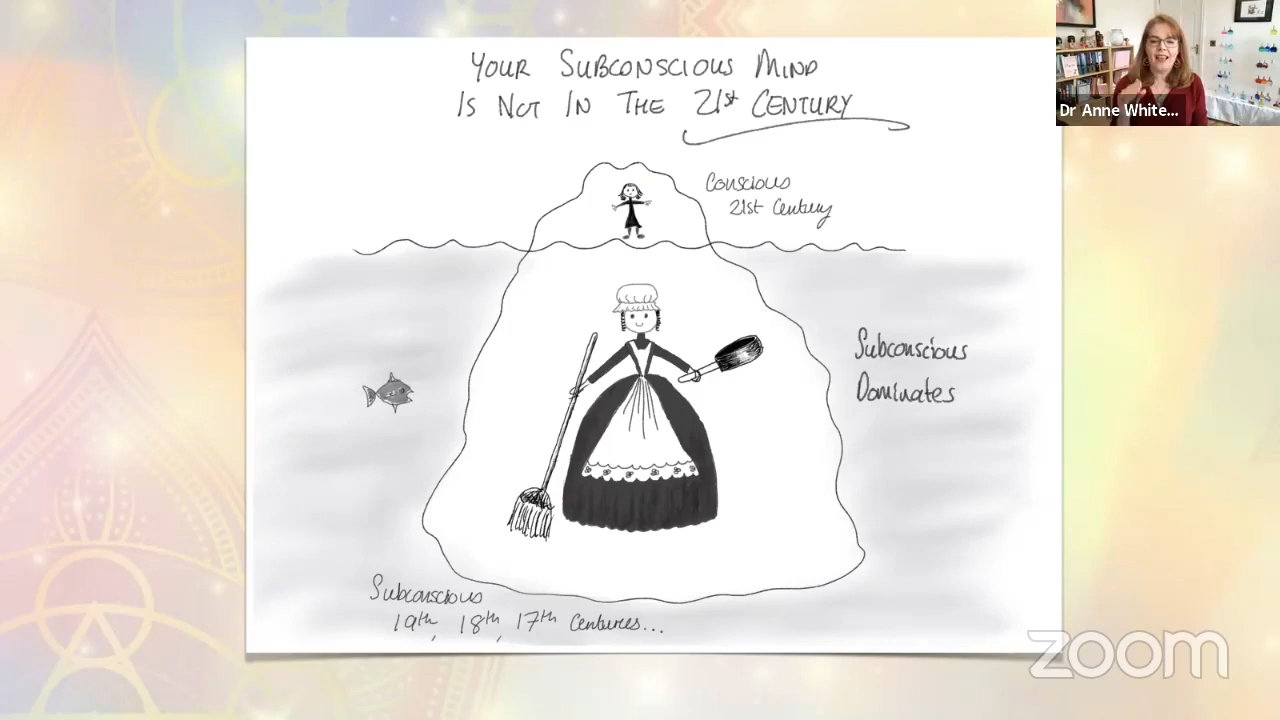 YOUR SUBCONSCIOUS MIND
IS NOT IN THE 21st CENTURY
Dr Anne White...
Conscious
21st Century
Subconscious
Dominates
Subconscious
19th, 18th, 17th Centures...
zoom